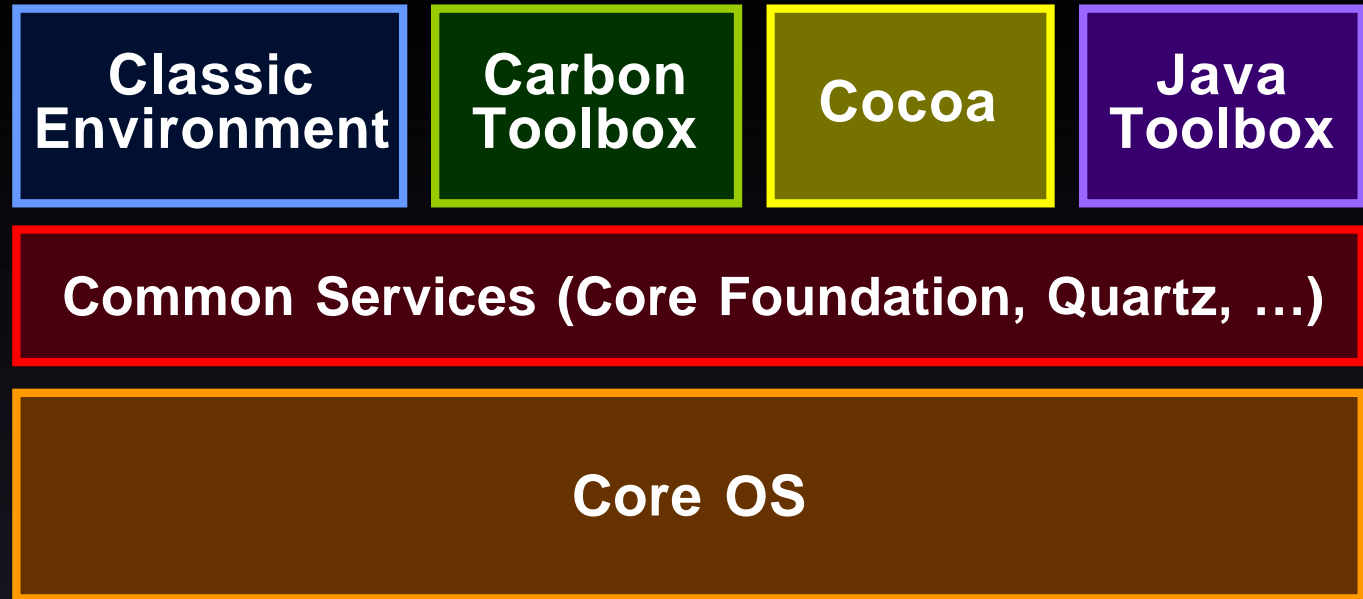 Classic
Environment
Carbon
Toolbox
Cocoa
Java
Toolbox
Common Services (Core Foundation, Quartz, …)
Core OS